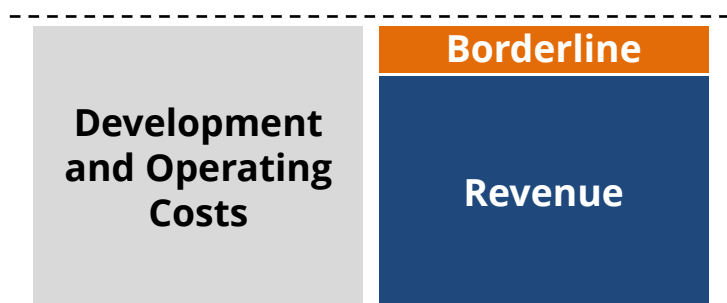 Development
and Operating
Costs
Borderline
Revenue